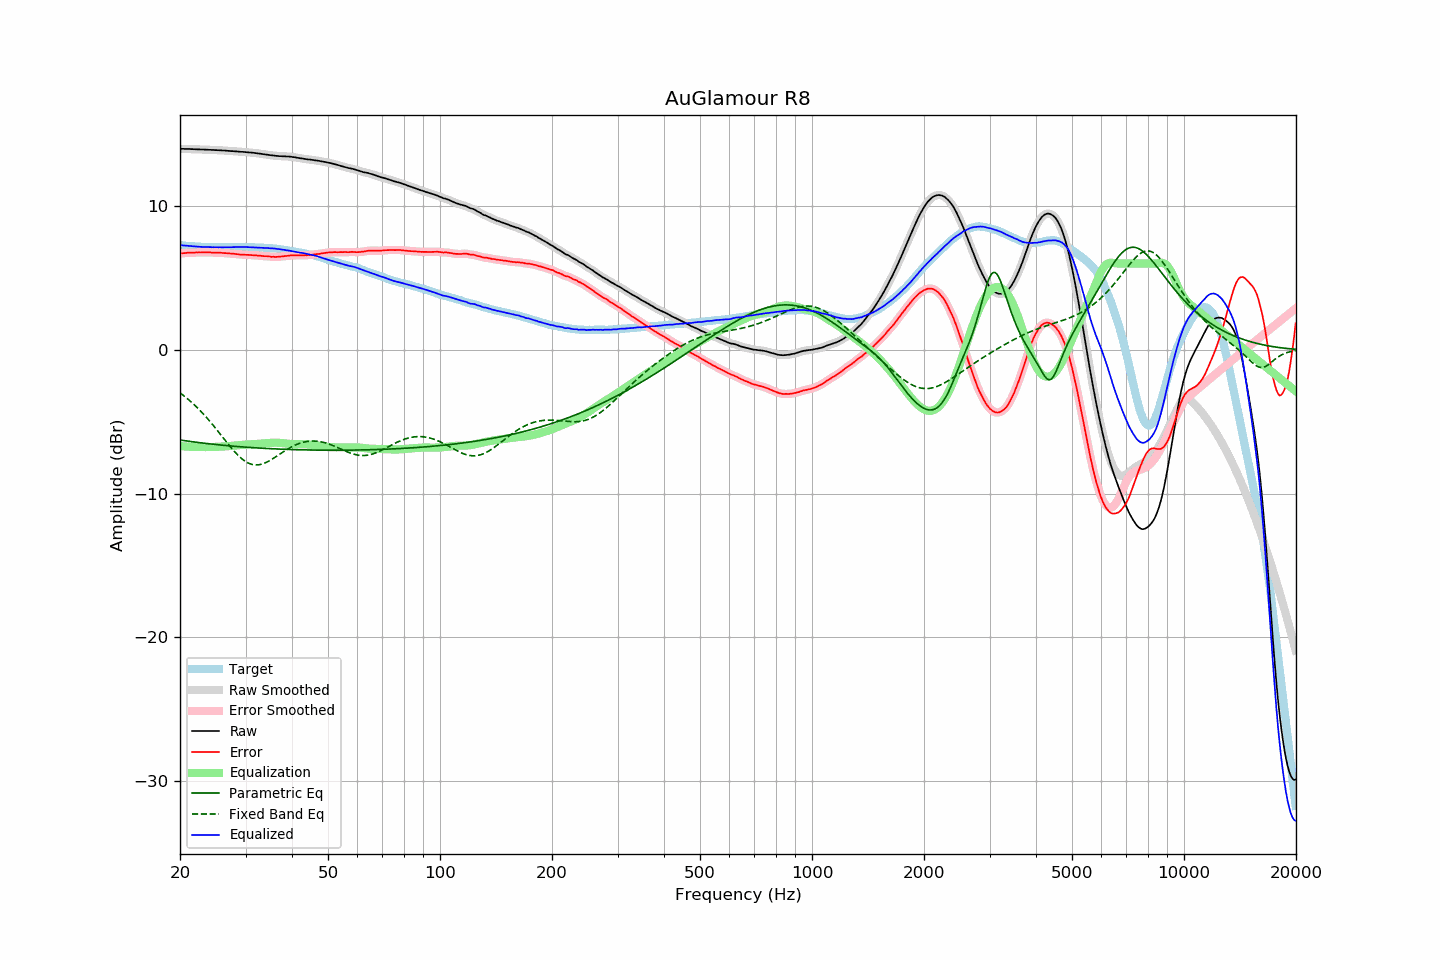 AuGlamour R8
Amplitude (dBr)
10
0
−10
−20
−30
Target
Raw Smoothed
Error Smoothed
Raw
Error
Equalization
Parametric Eq
Fixed Band Eq
Equalized
20 50 100 200 500 1000 2000 5000 10000 20000
Frequency (Hz)